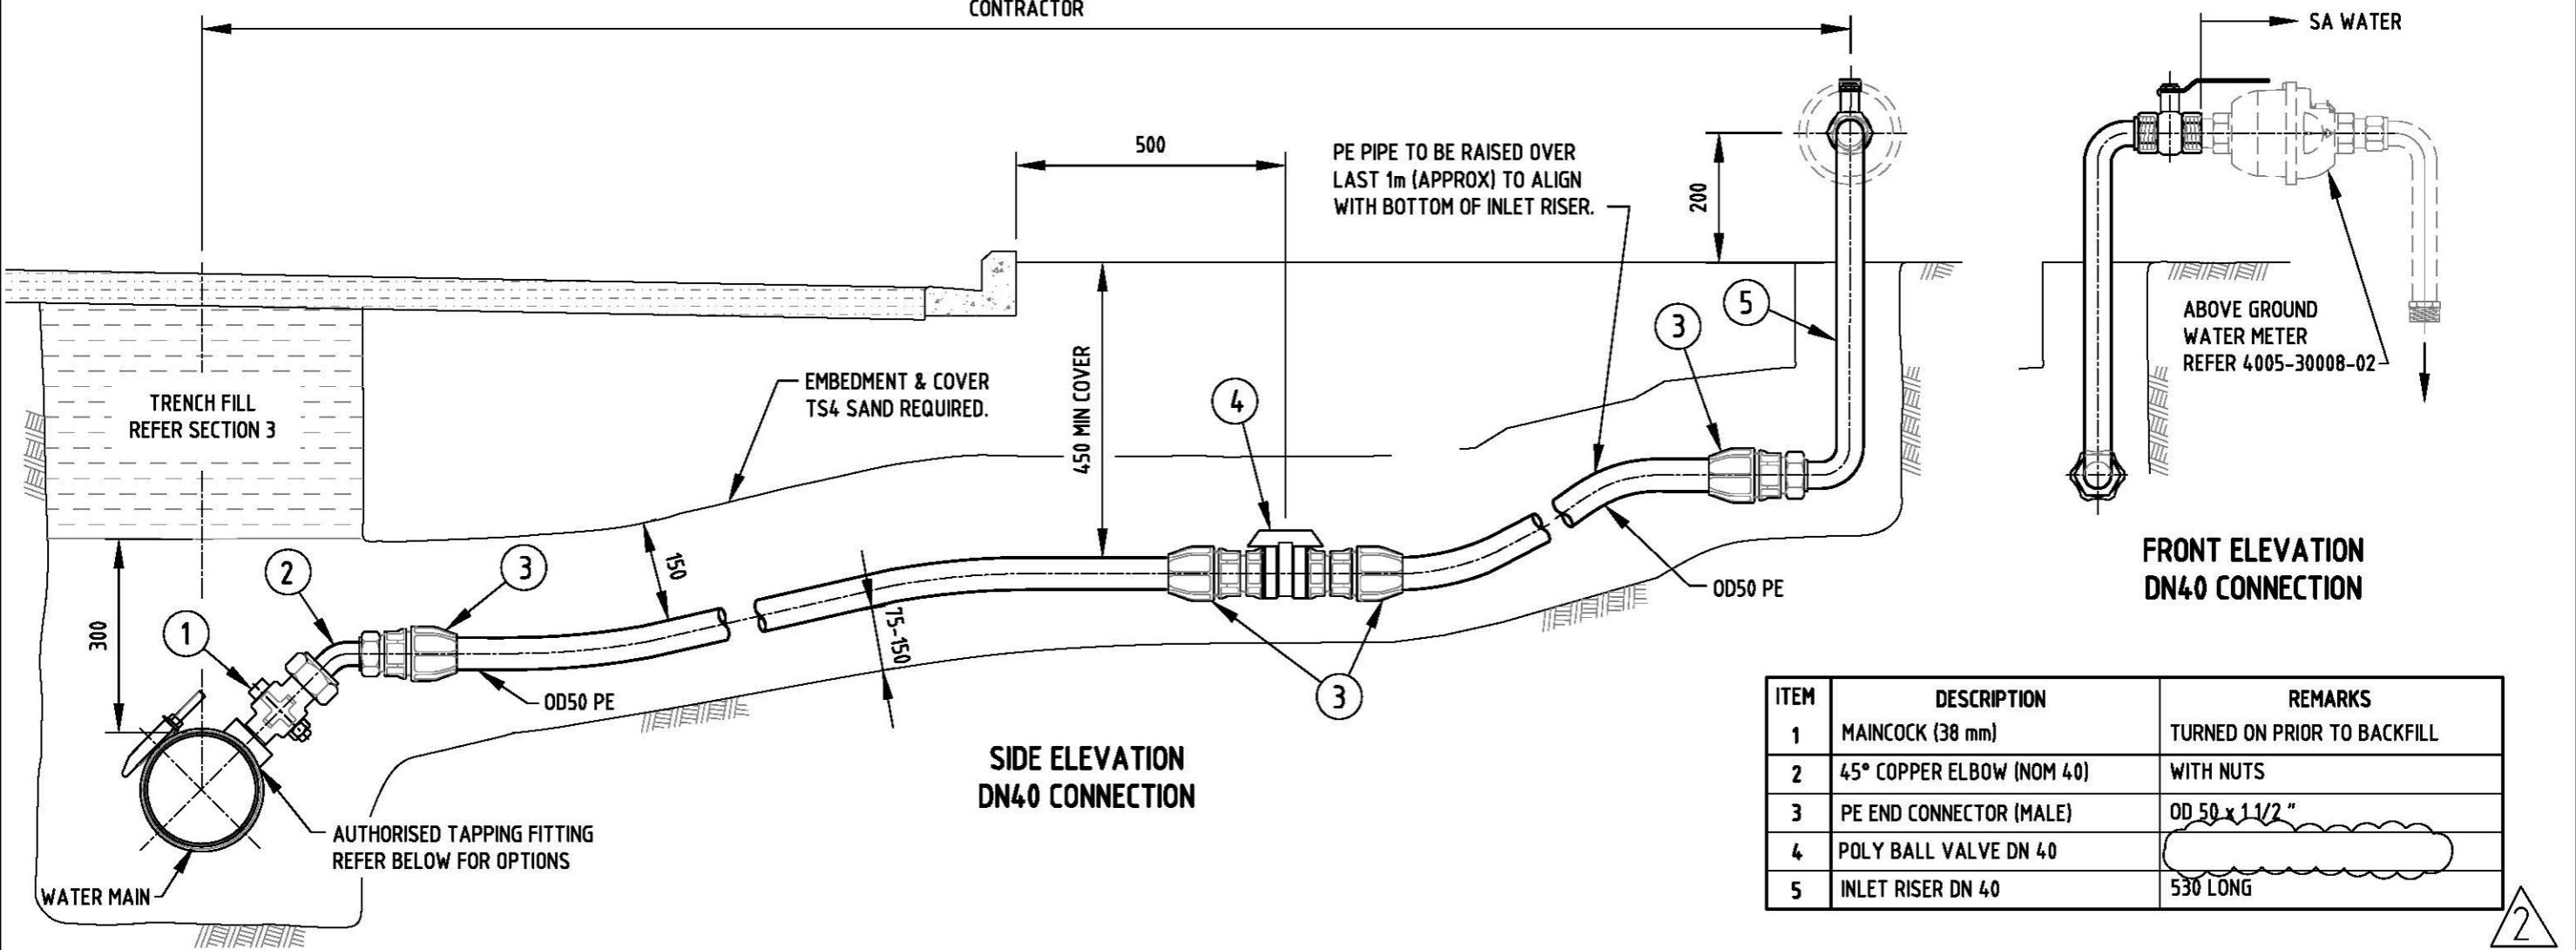 CONTRACTOR
SA WATER
500
PE PIPE TO BE RAISED OVER
LAST 1m (APPROX) TO ALIGN
WITH BOTTOM OF INLET RISER.
200
5
3
ABOVE GROUND
WATER METER
REFER 4005-30008-02
TRENCH FILL
REFER SECTION 3
EMBEDMENT & COVER
TS4 SAND REQUIRED.
450 MIN COVER
4
2
3
150
300
1
75-150
OD50 PE
OD50 PE
3
FRONT ELEVATION
DN40 CONNECTION
SIDE ELEVATION
DN40 CONNECTION
AUTHORISED TAPPING FITTING
REFER BELOW FOR OPTIONS
WATER MAIN
ITEM DESCRIPTION REMARKS
1 MAINCOCK (38 mm) TURNED ON PRIOR TO BACKFILL
2 45° COPPER ELBOW (NOM 40) WITH NUTS
3 PE END CONNECTOR (MALE) OD 50 x 1 1/2 "
4 POLY BALL VALVE DN 40
5 INLET RISER DN 40 530 LONG
2